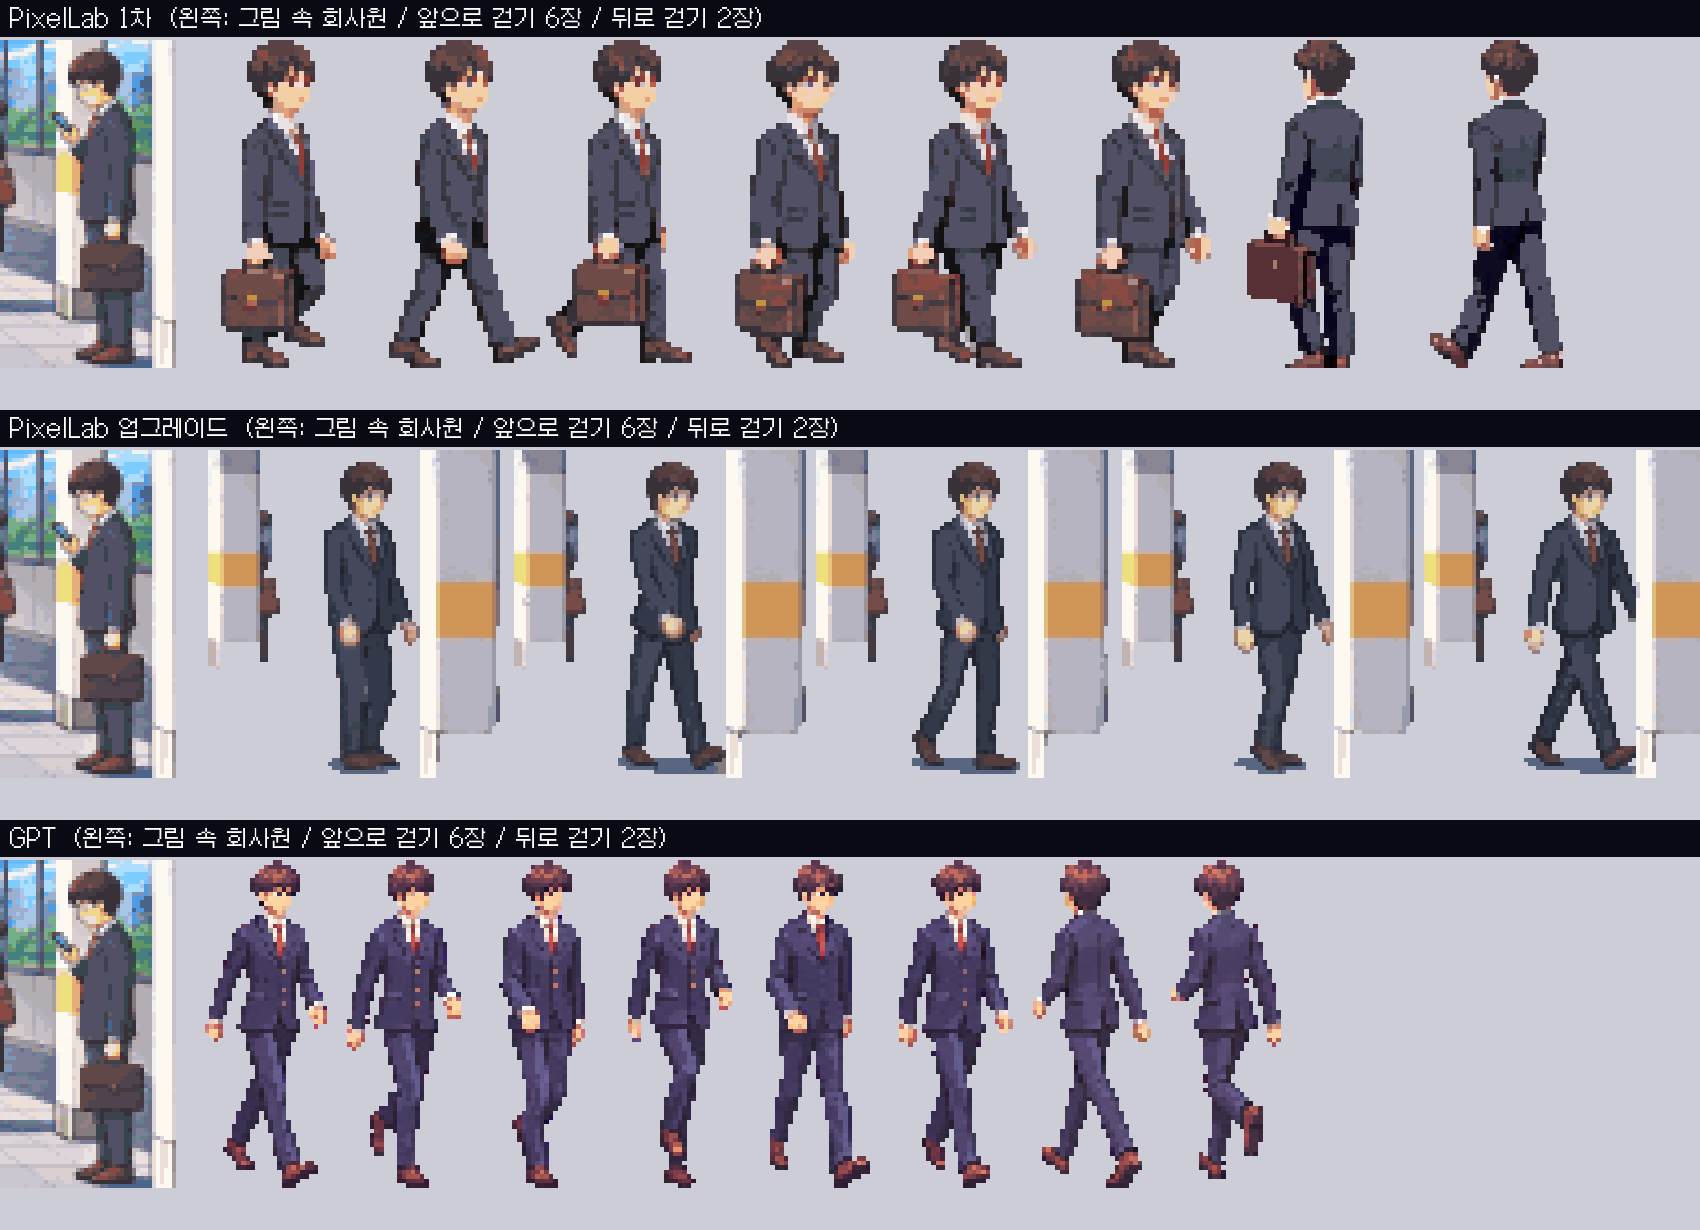 PixelLab 1차  (왼쪽: 그림 속 회사원 / 앞으로 걷기 6장 / 뒤로 걷기 2장)
PixelLab 업그레이드  (왼쪽: 그림 속 회사원 / 앞으로 걷기 6장 / 뒤로 걷기 2장)
GPT  (왼쪽: 그림 속 회사원 / 앞으로 걷기 6장 / 뒤로 걷기 2장)